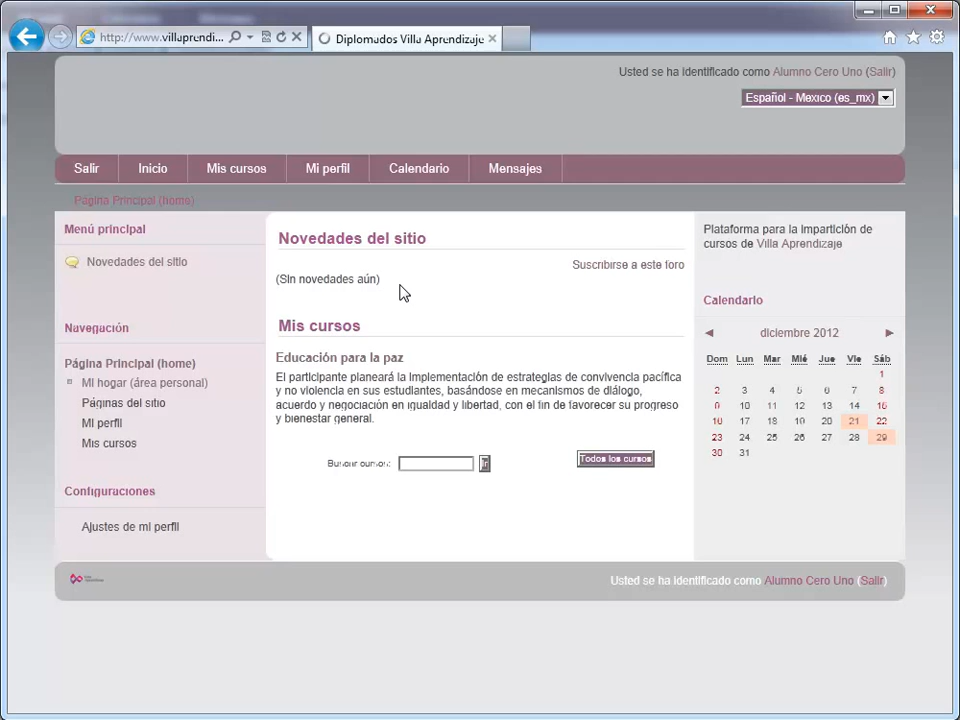 http://www.villaprendi...
Diplomados Villa Aprendizaje
Usted se ha identificado como Alumno Cero Uno (Salir)
Español - Mexico (es_mx)
Salir
Inicio
Mis cursos
Mi perfil
Calendario
Mensajes
Página Principal (home)
Menú principal
Novedades del sitio
Navegación
Página Principal (home)
Mi hogar (área personal)
Páginas del sitio
Mi perfil
Mis cursos
Configuraciones
Ajustes de mi perfil
Novedades del sitio
Suscribirse a este foro
(Sin novedades aún)
Mis cursos
Educación para la paz
El participante planeará la implementación de estrategias de convivencia pacífica
y no violencia en sus estudiantes, basándose en mecanismos de diálogo,
acuerdo y negociación en igualdad y libertad, con el fin de favorecer su progreso
y bienestar general.
Buscar cursos:
Ir
Todos los cursos
Plataforma para la impartición de
cursos de Villa Aprendizaje
Calendario
diciembre 2012
Dom Lun Mar Mié Jue Vie Sáb
1
2 3 4 5 6 7 8
9 10 11 12 13 14 15
16 17 18 19 20 21 22
23 24 25 26 27 28 29
30 31
Usted se ha identificado como Alumno Cero Uno (Salir)